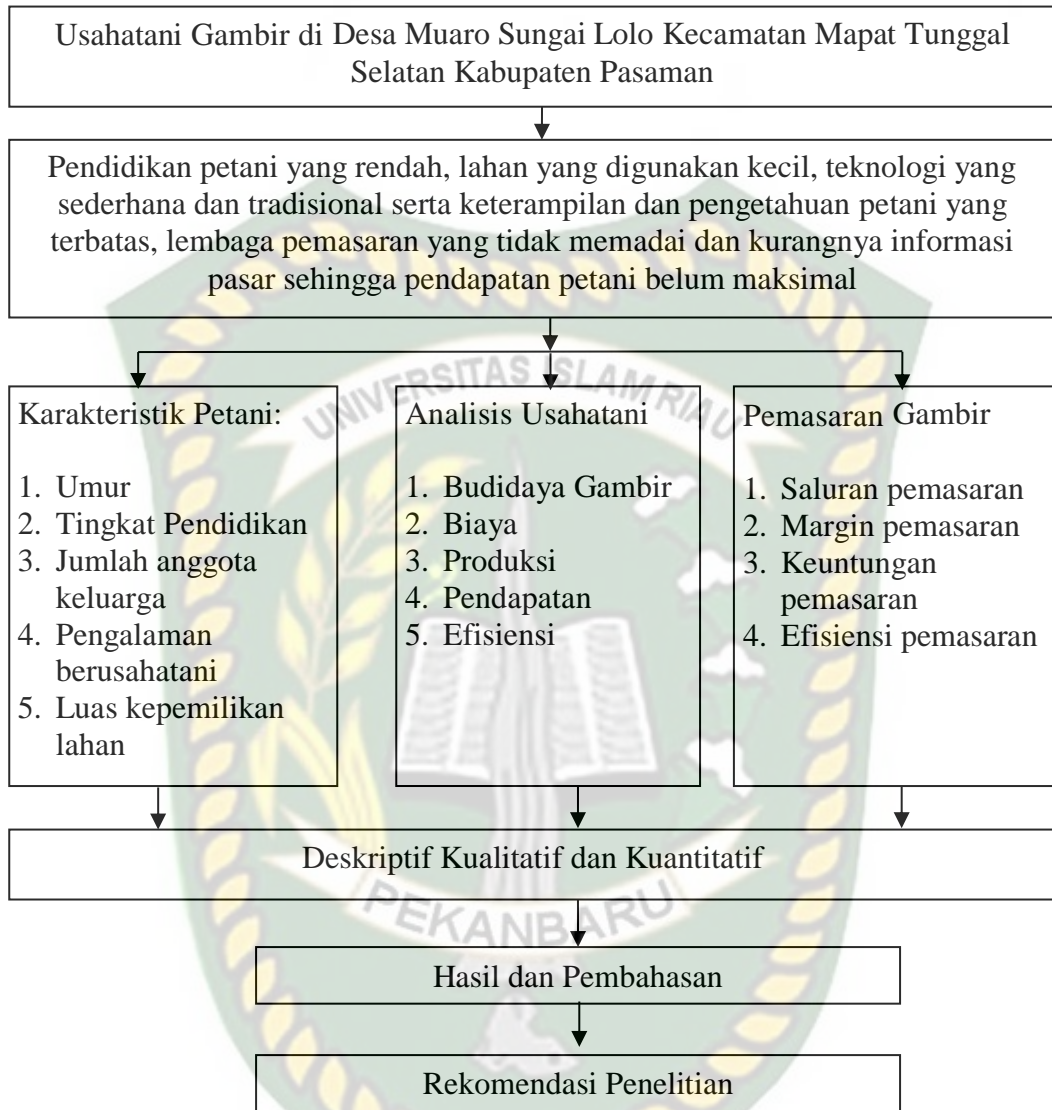 Usahatani Gambir di Desa Muaro Sungai Lolo Kecamatan Mapat Tunggal
Selatan Kabupaten Pasaman
Pendidikan petani yang rendah, lahan yang digunakan kecil, teknologi yang
sederhana dan tradisional serta keterampilan dan pengetahuan petani yang
terbatas, lembaga pemasaran yang tidak memadai dan kurangnya informasi
pasar sehingga pendapatan petani belum maksimal
UNIVERSITAS ISLAM RIAU
Karakteristik Petani:
1. Umur
2. Tingkat Pendidikan
3. Jumlah anggota
keluarga
4. Pengalaman
berusahatani
5. Luas kepemilikan
lahan
Analisis Usahatani
1. Budidaya Gambir
2. Biaya
3. Produksi
4. Pendapatan
5. Efisiensi
Pemasaran Gambir
1. Saluran pemasaran
2. Margin pemasaran
3. Keuntungan
pemasaran
4. Efisiensi pemasaran
Deskriptif Kualitatif dan Kuantitatif
PEKANBARU
Hasil dan Pembahasan
Rekomendasi Penelitian